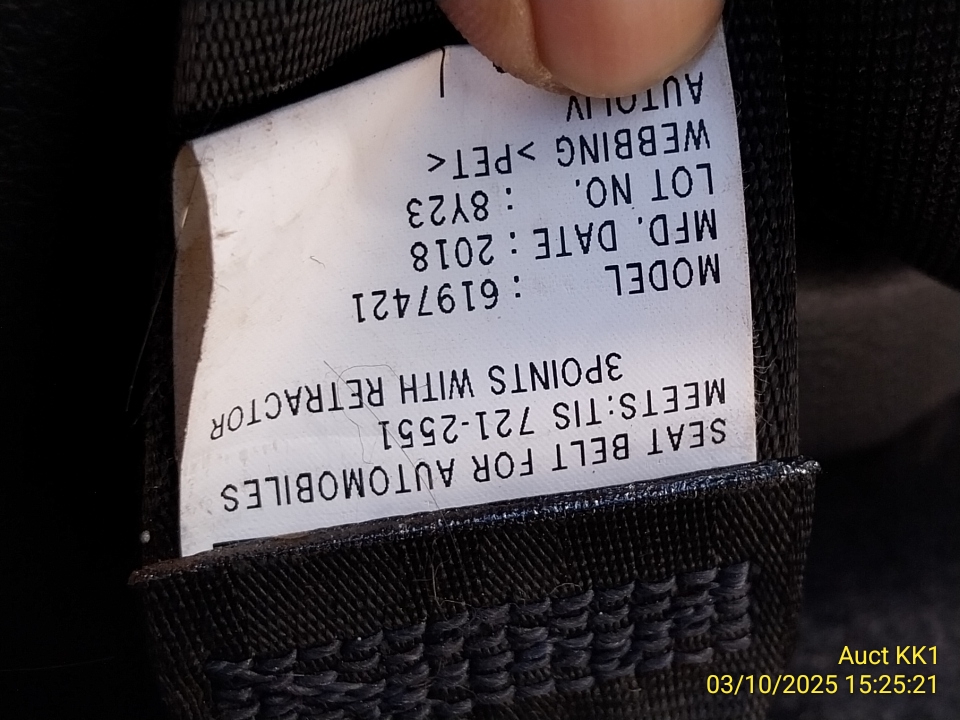 SEAT BELT FOR AUTOMOBILES
MEETS:TIS 721-2551
3POINTS WITH RETRACTOR
MODEL : 6197421
MFD. DATE : 2018
LOT NO. : 8Y23
WEBBING >PET<
AUTOLIV
Auct KK1
03/10/2025 15:25:21